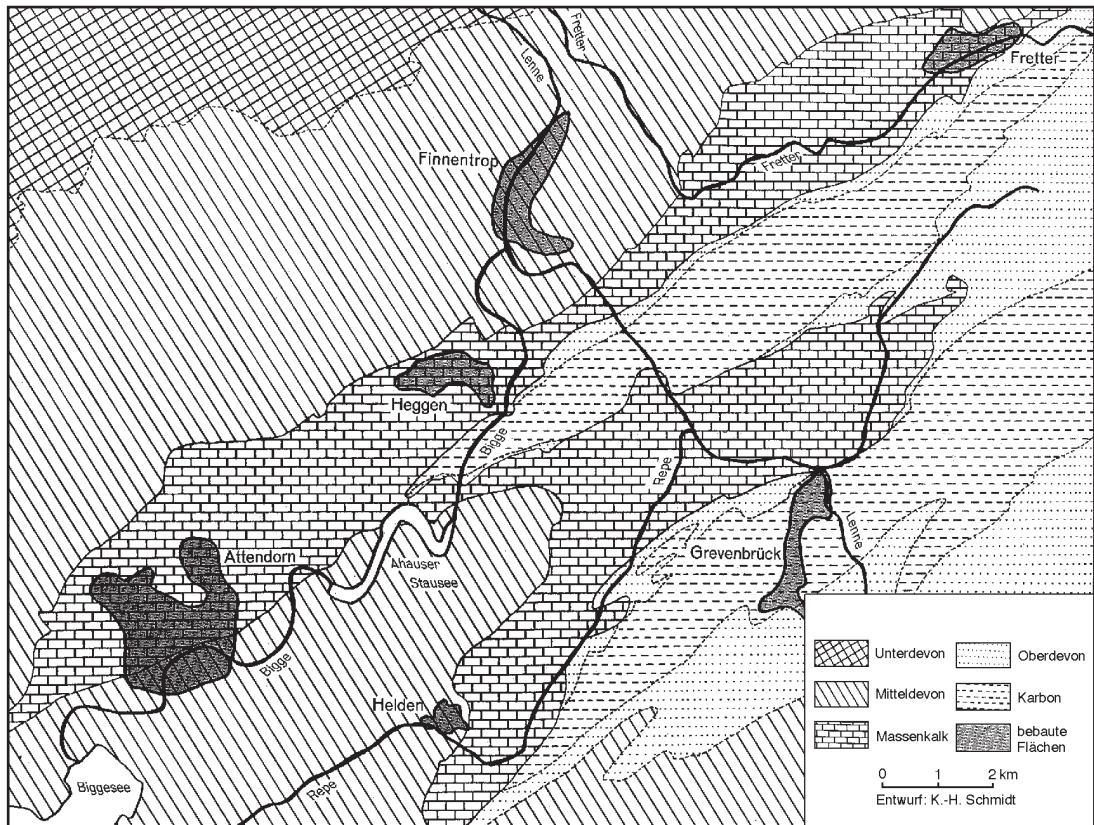 Lenne
Fretter
Fretter
Finnentrop
Fretter
Heggen
Bigge
Repe
Attendorn
Ahauser
Stausee
Grevenbrück
Lenne
Bigge
Helden
Biggesee
Repe
Unterdevon
Oberdevon
Mitteldevon
Karbon
Massenkalk
bebaute
Flächen
0 1 2 km
Entwurf: K.-H. Schmidt